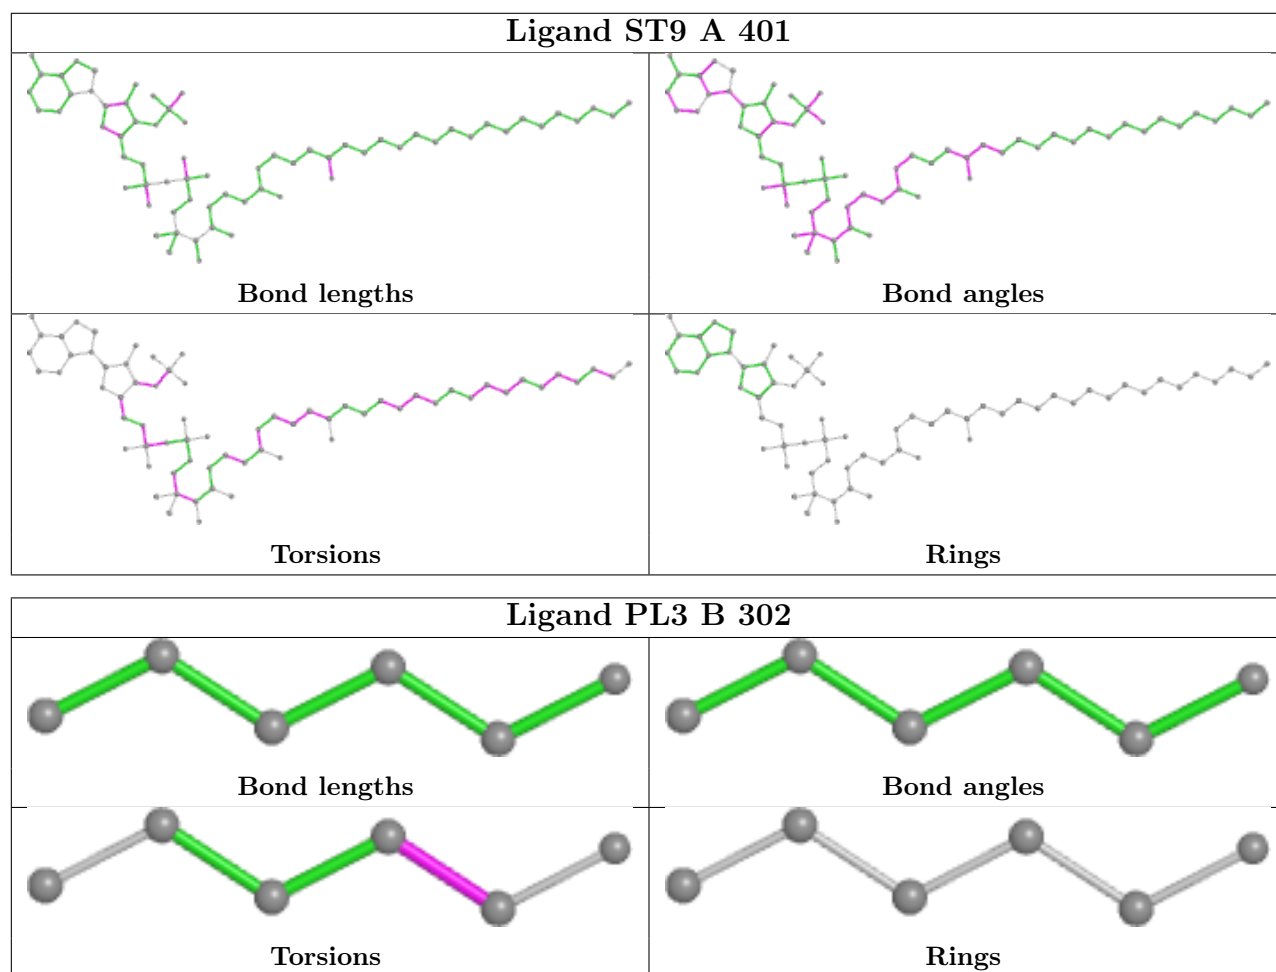 Ligand ST9 A 401
Bond lengths
Bond angles
Torsions
Rings
Ligand PL3 B 302
Bond lengths
Bond angles
Torsions
Rings